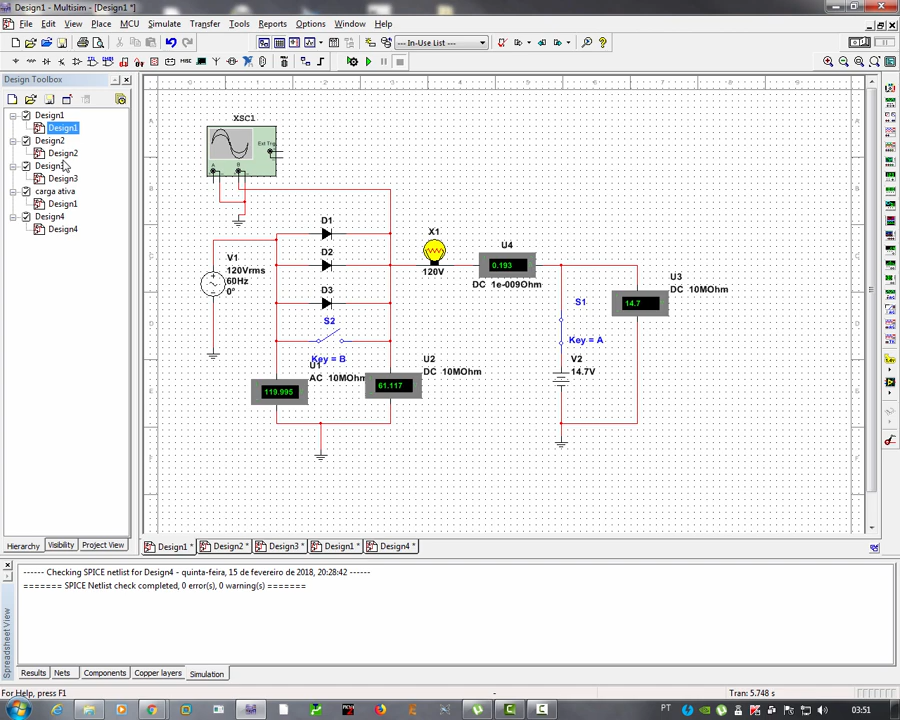 Design1 - Multisim - [Design1 *]
File Edit View Place MCU Simulate Transfer Tools Reports Options Window Help
--- In-Use List ---
Design Toolbox
Design1
Design1
Design2
Design2
Design3
carga ativa
Design1
Design4
Design4
Hierarchy Visibility Project View
XSC1
Ext Trig
A B
D1
D2
D3
S2
Key = B
V1
120Vrms
60Hz
0°
X1
120V
U4
0.193
DC 1e-009Ohm
S1
Key = A
U3
DC 10MOhm
14.7
V2
14.7V
U1
AC 10MOhm
119.995
U2
DC 10MOhm
61.117
Design1 * Design2 * Design3 * Design1 * Design4 *
------ Checking SPICE netlist for Design4 - quinta-feira, 15 de fevereiro de 2018, 20:28:42 ------
======= SPICE Netlist check completed, 0 error(s), 0 warning(s) =======
Spreadsheet View
Results Nets Components Copper layers Simulation
For Help, press F1
-
Tran: 5.748 s
PT
03:51